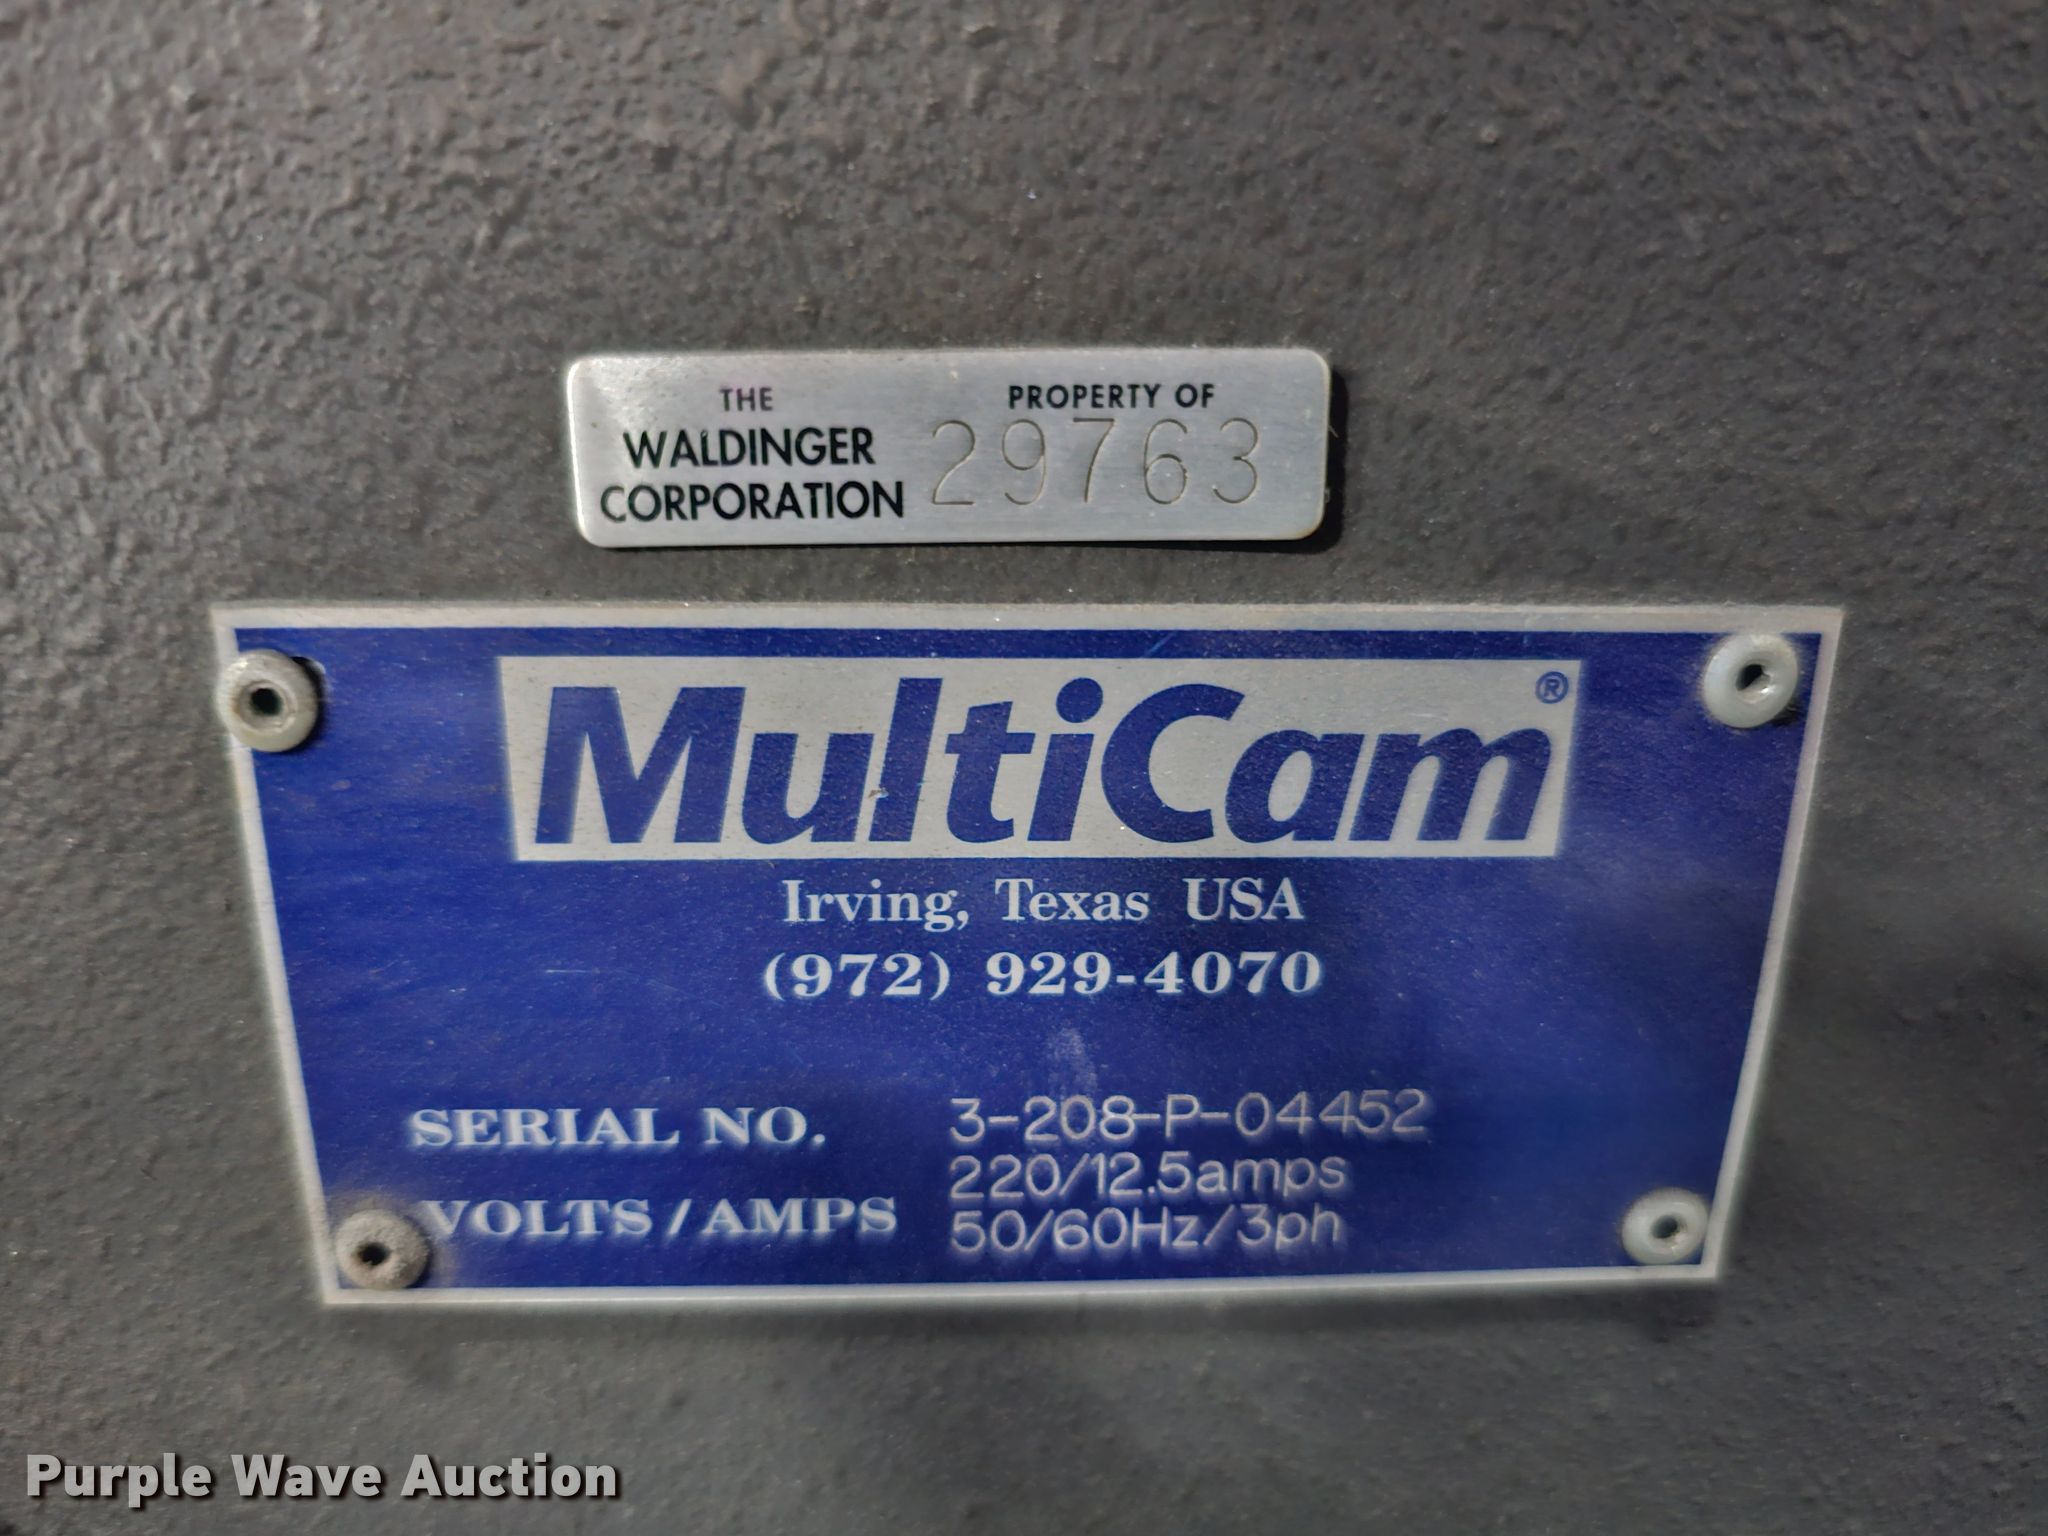 THE
WALDINGER
CORPORATION
PROPERTY OF
29763
MultiCam®
Irving, Texas USA
(972) 929-4070
SERIAL NO. 3-208-P-04452
VOLTS/AMPS 220/12.5amps
50/60Hz/3ph
Purple Wave Auction